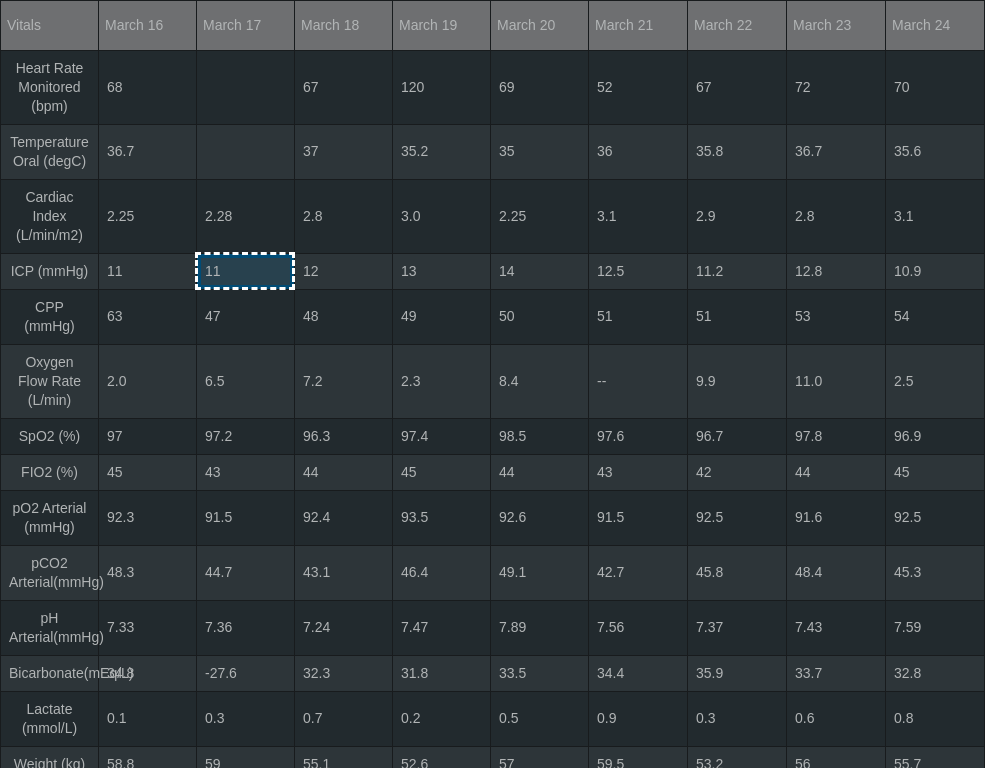 Vitals March 16 March 17 March 18 March 19 March 20 March 21 March 22 March 23 March 24
Heart Rate
Monitored 68 67 120 69 52 67 72 70
(bpm)
Temperature
Oral (degC) 36.7 37 35.2 35 36 35.8 36.7 35.6
Cardiac
Index 2.25 2.28 2.8 3.0 2.25 3.1 2.9 2.8 3.1
(L/min/m2)
ICP (mmHg) 11 11 12 13 14 12.5 11.2 12.8 10.9
CPP
(mmHg) 63 47 48 49 50 51 51 53 54
Oxygen
Flow Rate 2.0 6.5 7.2 2.3 8.4 -- 9.9 11.0 2.5
(L/min)
SpO2 (%) 97 97.2 96.3 97.4 98.5 97.6 96.7 97.8 96.9
FIO2 (%) 45 43 44 45 44 43 42 44 45
pO2 Arterial
(mmHg) 92.3 91.5 92.4 93.5 92.6 91.5 92.5 91.6 92.5
pCO2
Arterial(mmHg) 48.3 44.7 43.1 46.4 49.1 42.7 45.8 48.4 45.3
pH
Arterial(mmHg) 7.33 7.36 7.24 7.47 7.89 7.56 7.37 7.43 7.59
Bicarbonate(mEq/L) -27.6 32.3 31.8 33.5 34.4 35.9 33.7 32.8
Lactate
(mmol/L) 0.1 0.3 0.7 0.2 0.5 0.9 0.3 0.6 0.8
Weight (kg) 58.8 59 55.1 52.6 57 59.5 53.2 56 55.7